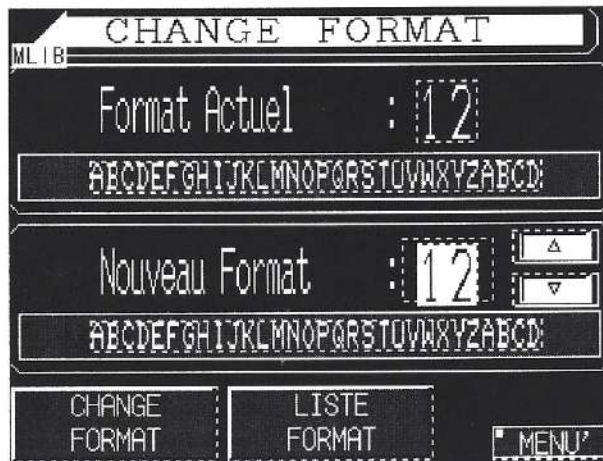 CHANGE FORMAT
MLIB
Format Actuel : 12
ABCDEFGHIJKLMNOPQRSTUVWXYZABCD
Nouveau Format : 12
△
▽
ABCDEFGHIJKLMNOPQRSTUVWXYZABCD
CHANGE
FORMAT
LISTE
FORMAT
MENU'